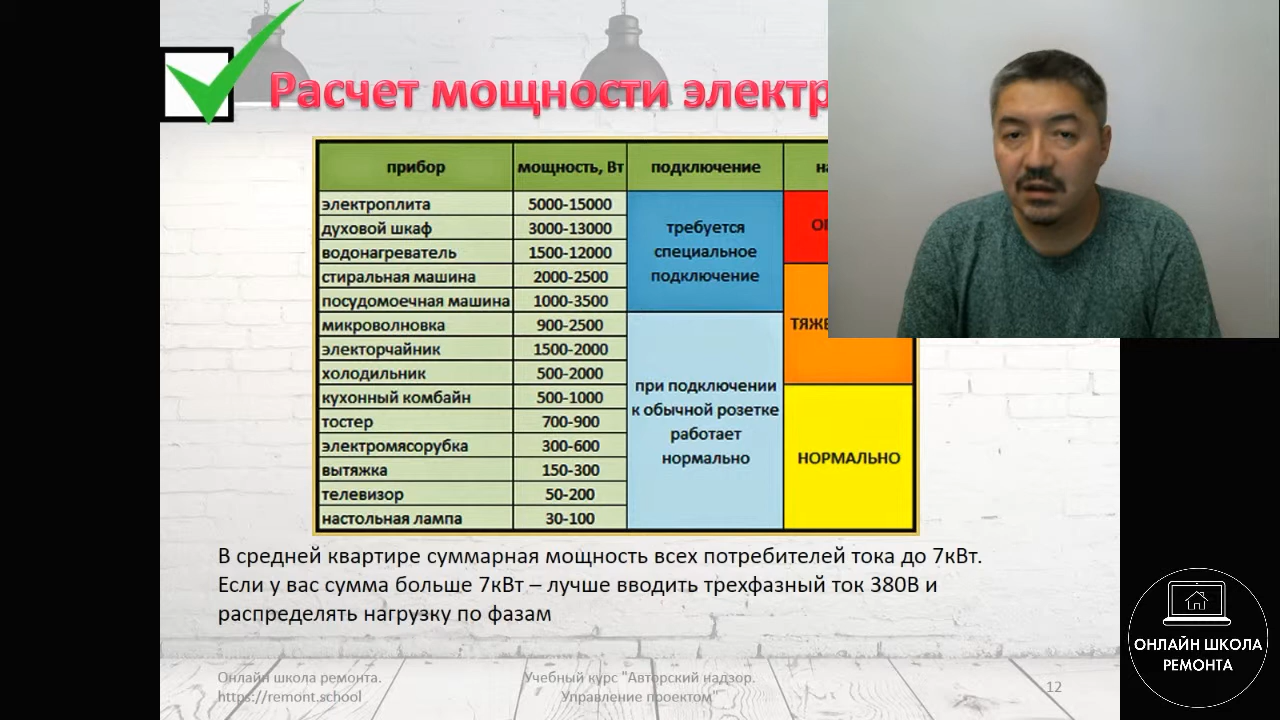 Расчет мощности электр
прибор
мощность, Вт
подключение
на
электроплита
5000-15000
духовой шкаф
3000-13000
водонагреватель
1500-12000
стиральная машина
2000-2500
посудомоечная машина
1000-3500
микроволновка
900-2500
электорчайник
1500-2000
холодильник
500-2000
кухонный комбайн
500-1000
тостер
700-900
электромясорубка
300-600
вытяжка
150-300
телевизор
50-200
настольная лампа
30-100
требуется
специальное
подключение
при подключении
к обычной розетке
работает
нормально
ТЯЖЕ
НОРМАЛЬНО
В средней квартире суммарная мощность всех потребителей тока до 7кВт.
Если у вас сумма больше 7кВт – лучше вводить трехфазный ток 380В и
распределять нагрузку по фазам
Онлайн школа ремонта.
https://remont.school
Учебный курс "Авторский надзор.
Управление проектом"
12
ОНЛАЙН ШКОЛА
РЕМОНТА